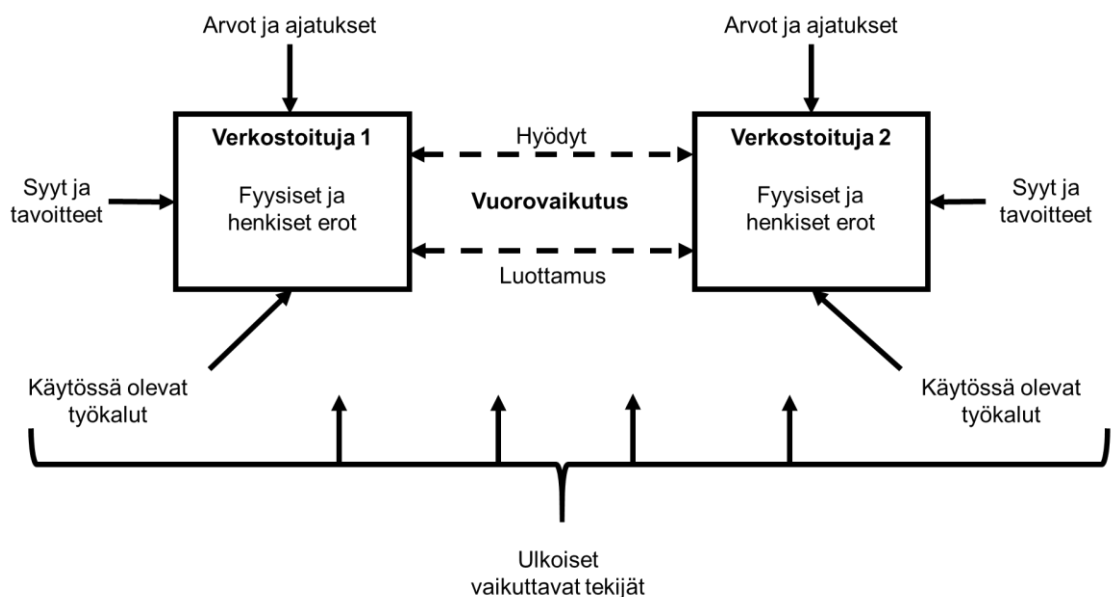 Arvot ja ajatukset
Arvot ja ajatukset
Verkostoituja 1
Hyödyt
Verkostoituja 2
Syyt ja
tavoitteet
Fyysiset ja
henkiset erot
Vuorovaikutus
Fyysiset ja
henkiset erot
Syyt ja
tavoitteet
Luottamus
Käytössä olevat
työkalut
Käytössä olevat
työkalut
Ulkoiset
vaikuttavat tekijät